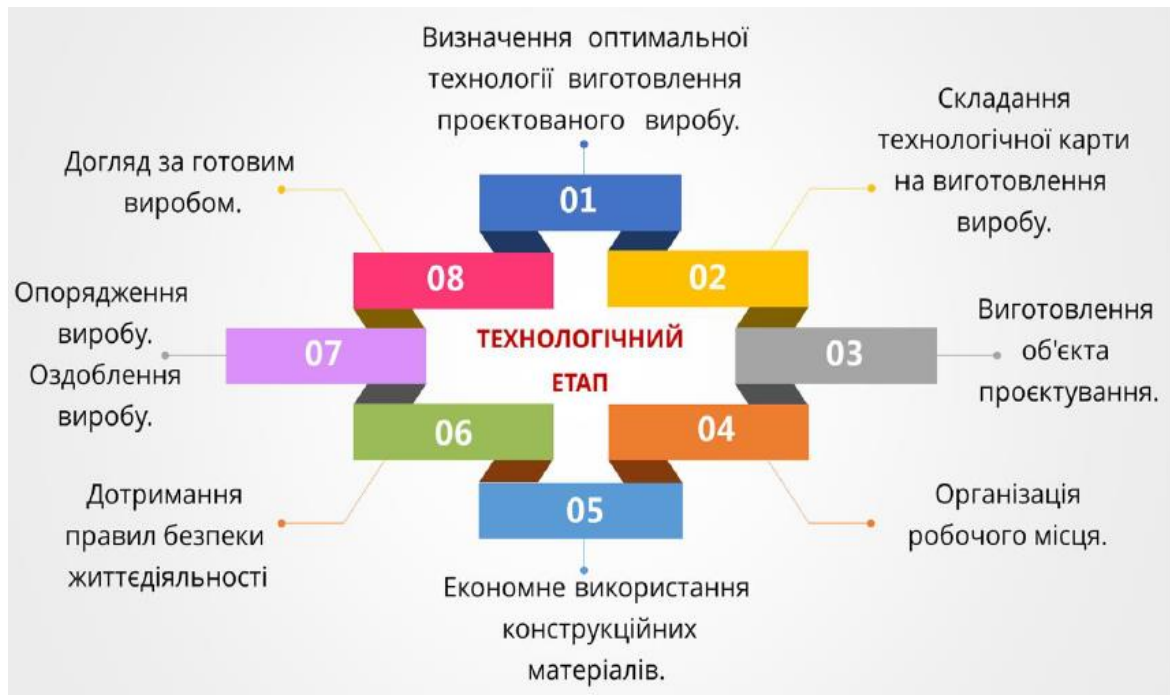 Визначення оптимальної
технології виготовлення
проєктованого виробу.
01
Складання
технологічної карти
на виготовлення
виробу.
02
Виготовлення
об'єкта
проєктування.
03
Організація
робочого місця.
04
Економне використання
конструкційних
матеріалів.
05
Дотримання
правил безпеки
життєдіяльності
06
Опорядження
виробу.
Оздоблення
виробу.
07
Догляд за готовим
виробом.
08
ТЕХНОЛОГІЧНИЙ
ЕТАП